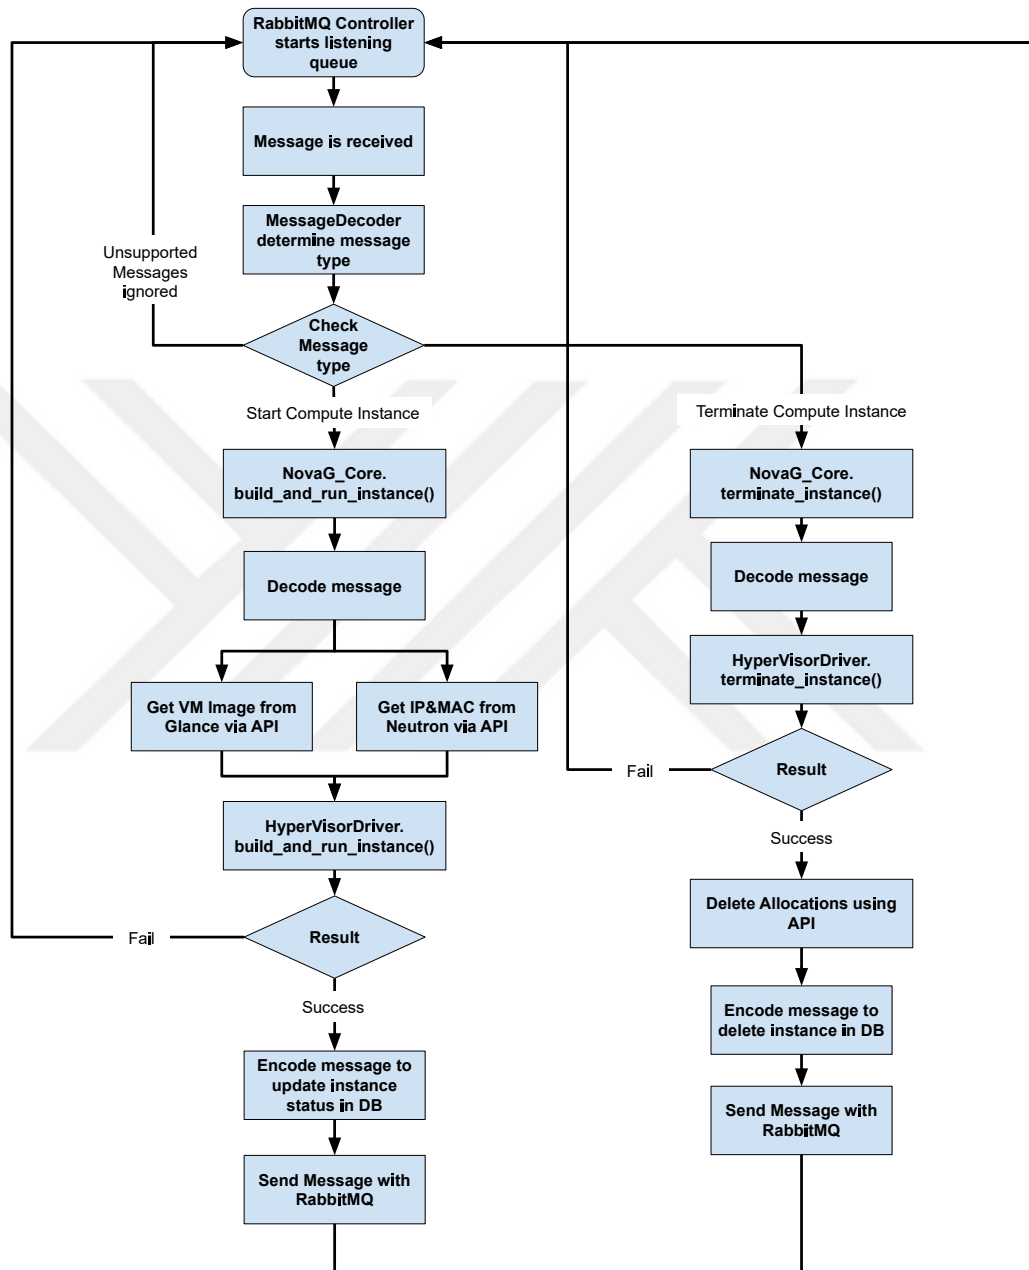 RabbitMQ Controller
starts listening
queue
Message is received
MessageDecoder
determine message
type
Unsupported
Messages
ignored
Check
Message
type
Start Compute Instance
Terminate Compute Instance
NovaG_Core.
build_and_run_instance()
NovaG_Core.
terminate_instance()
Decode message
Decode message
HyperVisorDriver.
terminate_instance()
Get VM Image from
Glance via API
Get IP&MAC from
Neutron via API
Fail
Result
HyperVisorDriver.
build_and_run_instance()
Success
Delete Allocations using
API
Fail
Result
Success
Encode message to
delete instance in DB
Encode message to
update instance
status in DB
Send Message with
RabbitMQ
Send Message with
RabbitMQ